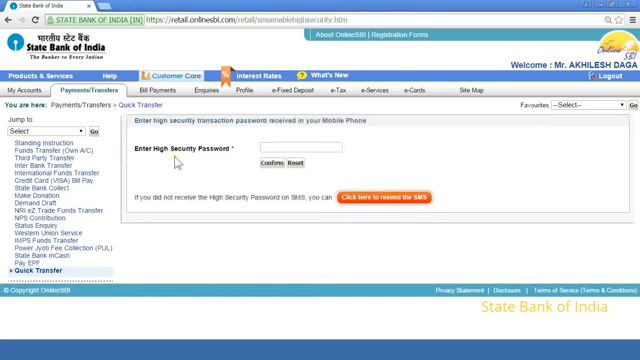 State Bank of India
STATE BANK OF INDIA [IN] https://retail.onlinesbi.com/retail/smsenablehighsecurity.htm
भारतीय स्टेट बैंक
State Bank of India
The Banker to Every Indian
About OnlineSBI | Registration Forms
Online SBI
Welcome: Mr. AKHILESH DAGA
Products & Services Help Customer Care % Interest Rates ? What's New Logout
My Accounts Payments/Transfers Bill Payments Enquiries Profile e-Fixed Deposit e-Tax e-Services e-Cards Site Map
You are here: Payments/Transfers > Quick Transfer Favourites --Select-- Go
Jump to:
Select Go
Standing Instruction
Funds Transfer (Own A/C)
Third Party Transfer
Inter Bank Transfer
International Funds Transfer
Credit Card (VISA) Bill Pay
State Bank Collect
Make Donation
Demand Draft
NRI eZ Trade Funds Transfer
NPS Contribution
Status Enquiry
Western Union Service
IMPS Funds Transfer
Power Jyoti Fee Collection (PUL)
State Bank mCash
Pay EPF
Quick Transfer
Enter high security transaction password received in your Mobile Phone
Enter High Security Password *
Confirm Reset
If you did not receive the High Security Password on SMS, you can Click here to resend the SMS
© Copyright OnlineSBI Privacy Statement | Disclosure | Terms of Service (Terms & Conditions)
State Bank of India